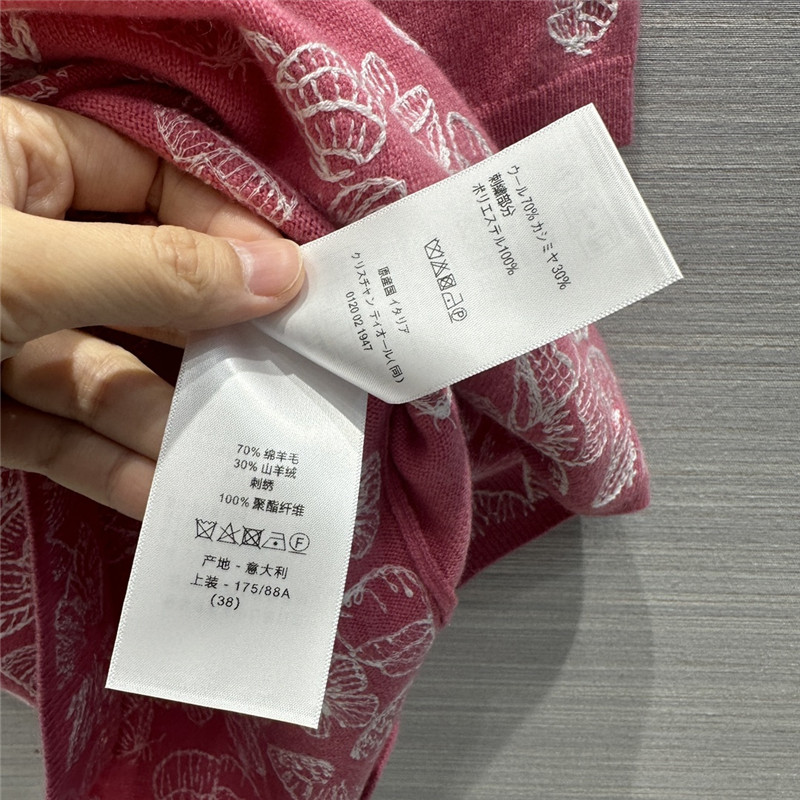 ウール70% カシミヤ30%
刺繍部分
ポリエステル100%
P
原産国 イタリア
クリスチャン ディオール(同)
0120 02 1947
70% 绵羊毛
30% 山羊绒
刺绣
100% 聚酯纤维
F
产地 - 意大利
上装 - 175/88A
(38)